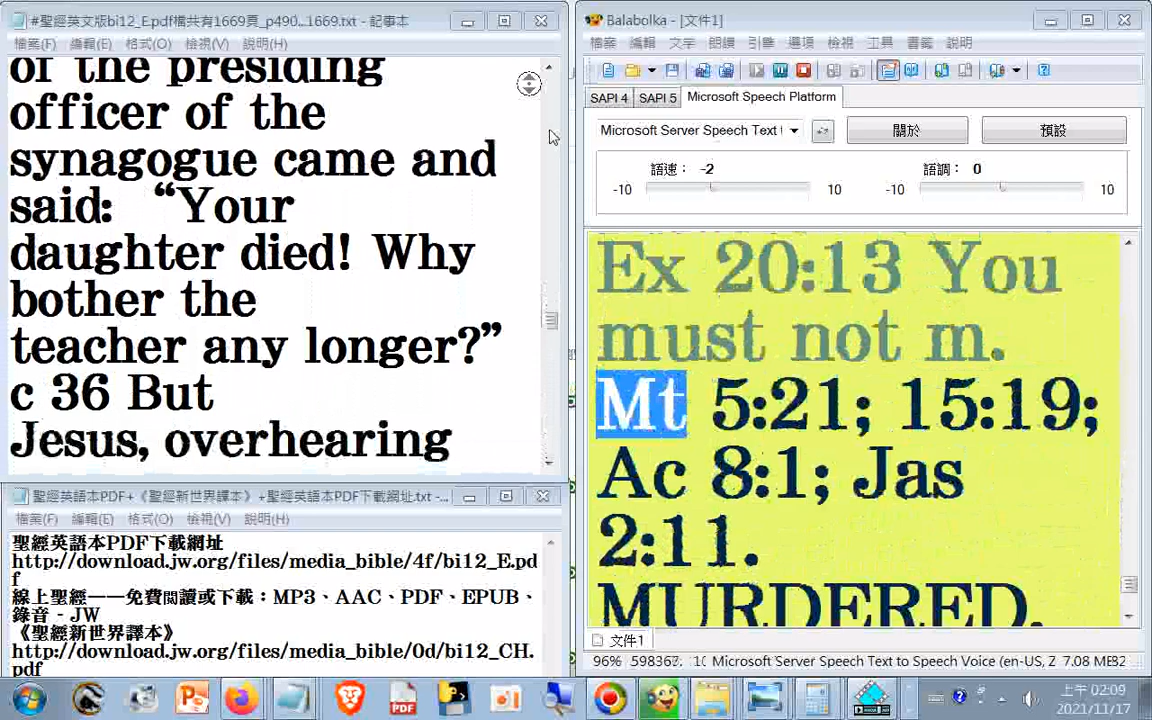 #聖經英文版bi12_E.pdf檔共有1669頁_p490...1669.txt - 記事本
檔案(F) 編輯(E) 格式(O) 檢視(V) 說明(H)
of the presiding
officer of the
synagogue came and
said: “Your
daughter died! Why
bother the
teacher any longer?”
c 36 But
Jesus, overhearing
聖經英語本PDF+《聖經新世界譯本》+聖經英語本PDF下載網址.txt -...
檔案(F) 編輯(E) 格式(O) 檢視(V) 說明(H)
聖經英語本PDF下載網址
http://download.jw.org/files/media_bible/4f/bi12_E.pd
f
線上聖經——免費閱讀或下載：MP3、AAC、PDF、EPUB、
錄音 - JW
《聖經新世界譯本》
http://download.jw.org/files/media_bible/0d/bi12_CH.
pdf
Balabolka - [文件1]
檔案 編輯 文字 朗讀 引擎 選項 檢視 工具 書籤 說明
SAPI 4 SAPI 5 Microsoft Speech Platform
Microsoft Server Speech Text 關於 預設
語速： -2 語調： 0
-10 10 -10 10
Ex 20:13 You
must not m.
Mt 5:21; 15:19;
Ac 8:1; Jas
2:11.
MURDERED.
文件1
96% Microsoft Server Speech Text to Speech Voice (en-US, Z 7.08 MB
PDF
上午 02:09
2021/11/17